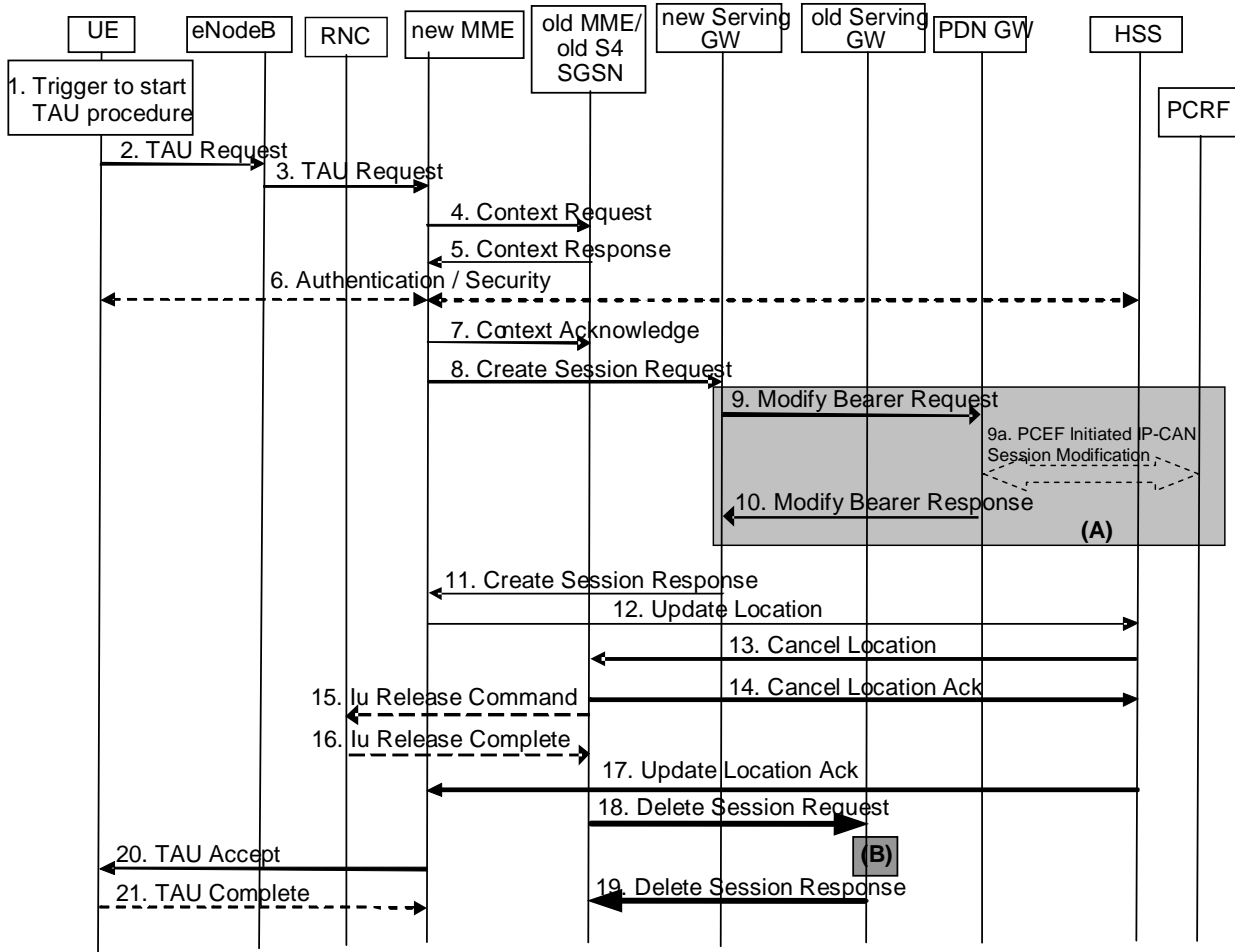 UE
eNodeB
RNC
new MME
old MME/
old S4
SGSN
new Serving
GW
old Serving
GW
PDN GW
HSS
PCRF
1. Trigger to start
TAU procedure
2. TAU Request
3. TAU Request
4. Context Request
5. Context Response
6. Authentication / Security
7. Context Acknowledge
8. Create Session Request
9. Modify Bearer Request
9a. PCEF Initiated IP-CAN
Session Modification
10. Modify Bearer Response
(A)
11. Create Session Response
12. Update Location
13. Cancel Location
14. Cancel Location Ack
15. Iu Release Command
16. Iu Release Complete
17. Update Location Ack
18. Delete Session Request
(B)
20. TAU Accept
19. Delete Session Response
21. TAU Complete